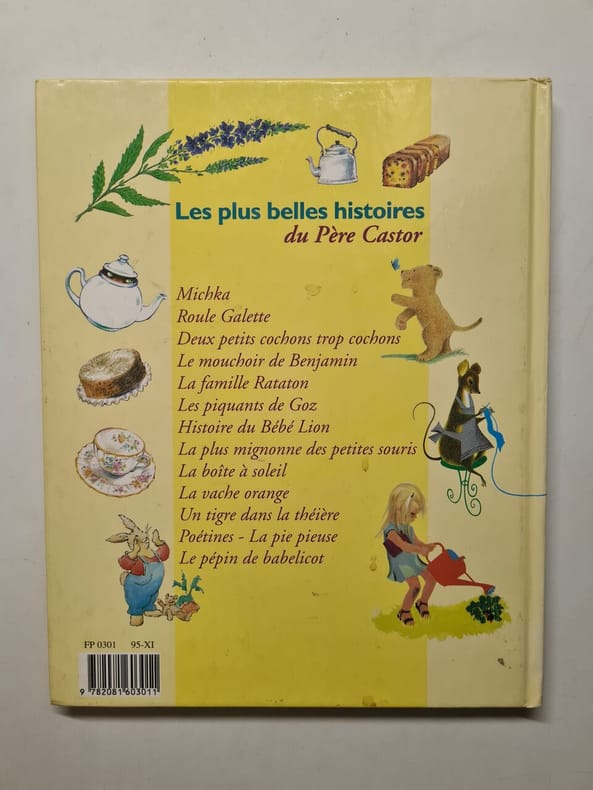 Les plus belles histoires
du Père Castor
Michka
Roule Galette
Deux petits cochons trop cochons
Le mouchoir de Benjamin
La famille Rataton
Les piquants de Goz
Histoire du Bébé Lion
La plus mignonne des petites souris
La boîte à soleil
La vache orange
Un tigre dans la théière
Poétines - La pie pieuse
Le pépin de babelicot
FP 0301 95-XI
9 782081 603011